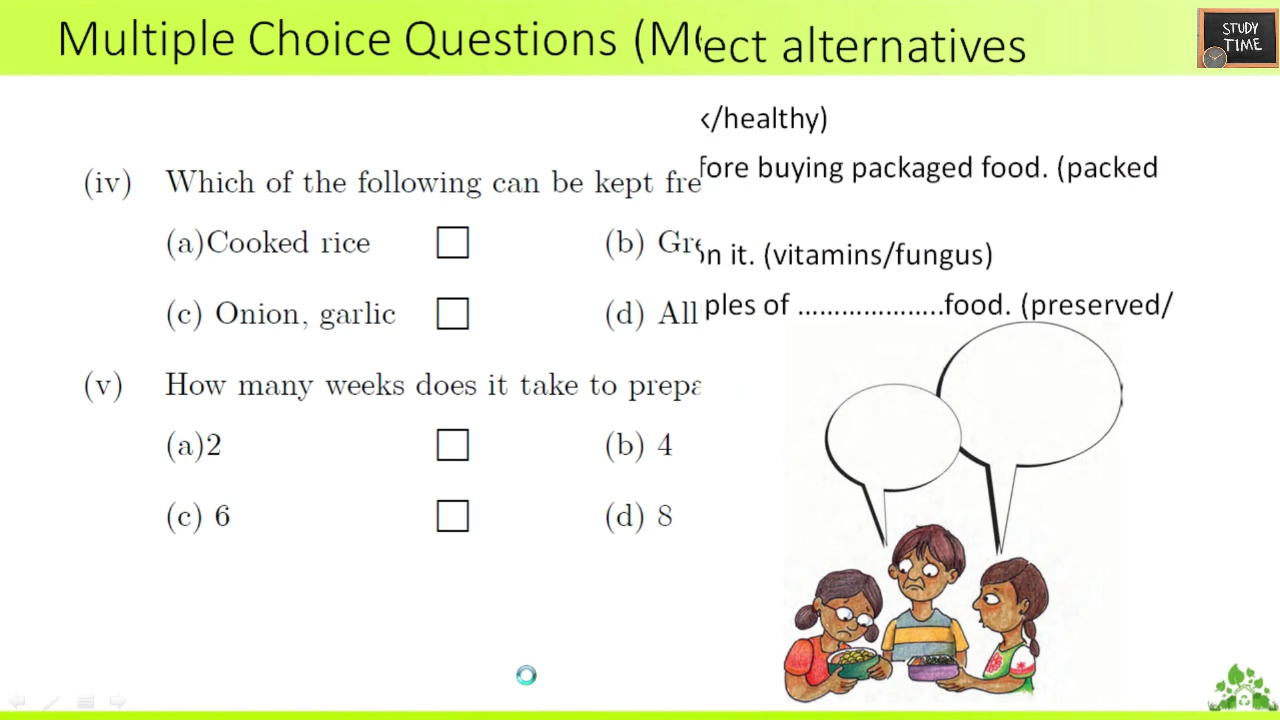 Multiple Choice Questions (M
ect alternatives
STUDY
TIME
(iv) Which of the following can be kept fre
(a)Cooked rice
(b) Gre
(c) Onion, garlic
(d) All
(v) How many weeks does it take to prepa
(a)2
(b) 4
(c) 6
(d) 8
/healthy)
fore buying packaged food. (packed
on it. (vitamins/fungus)
ples of ....................food. (preserved/